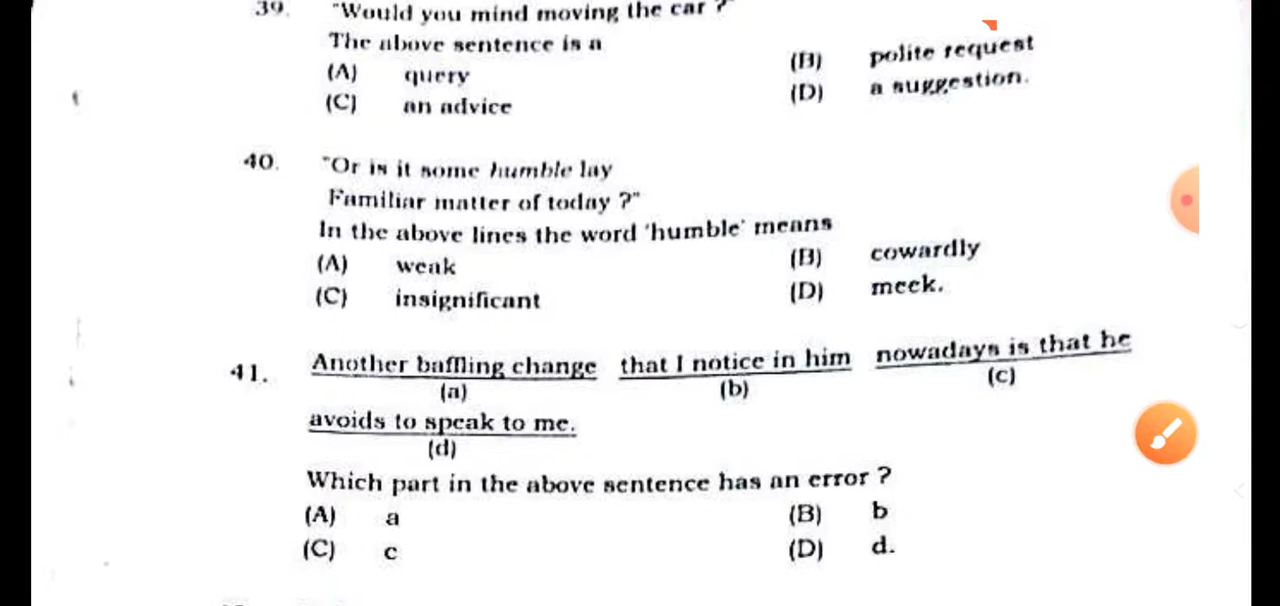 39. "Would you mind moving the car ?"
The above sentence is a
(A) query (B) polite request
(C) an advice (D) a suggestion.
40. "Or is it some humble lay
Familiar matter of today ?"
In the above lines the word 'humble' means
(A) weak (B) cowardly
(C) insignificant (D) meek.
41. Another baffling change that I notice in him nowadays is that he
(a) (b) (c)
avoids to speak to me.
(d)
Which part in the above sentence has an error ?
(A) a (B) b
(C) c (D) d.